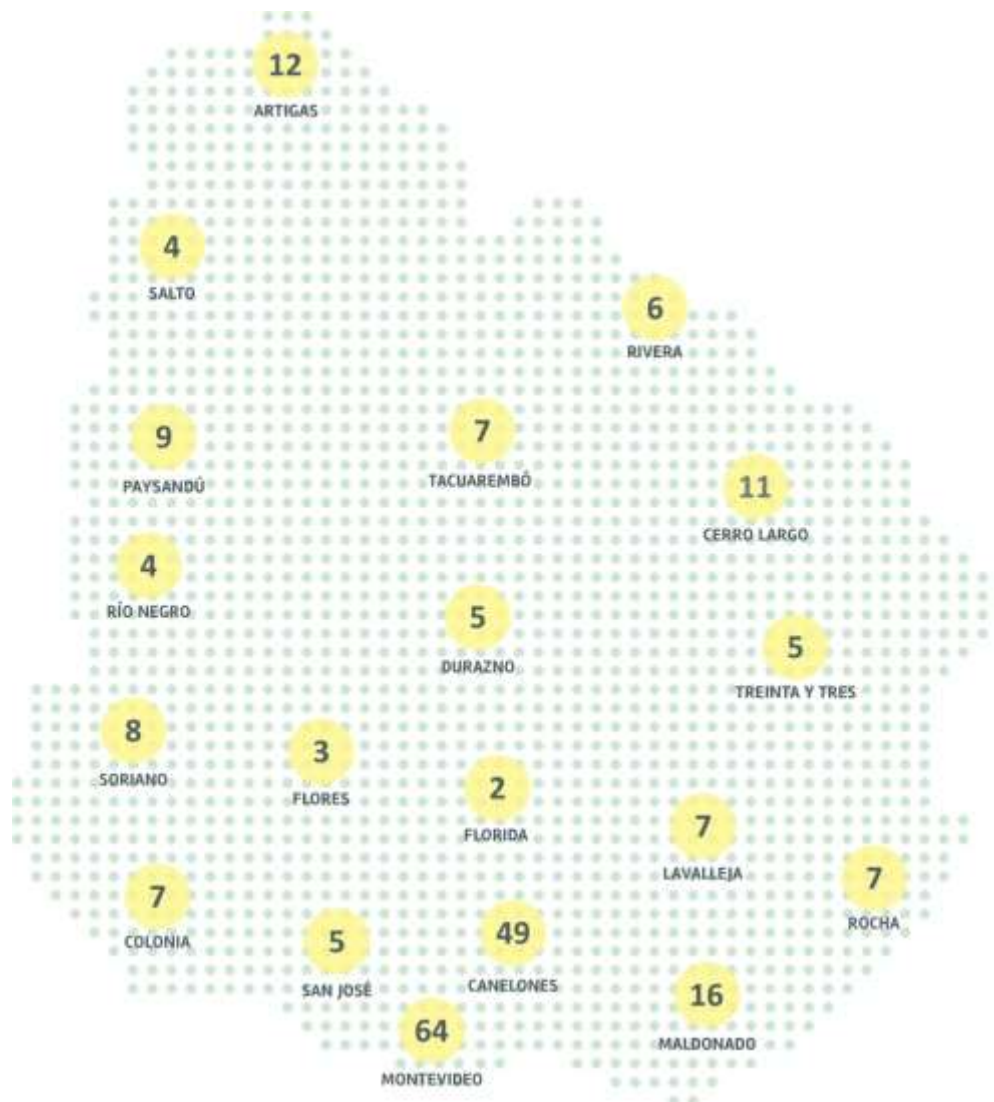 12
ARTIGAS
4
SALTO
6
RIVERA
9
PAYSANDÚ
7
TACUAREMBÓ
11
CERRO LARGO
4
RÍO NEGRO
5
DURAZNO
5
TREINTA Y TRES
8
SORIANO
3
FLORES
2
FLORIDA
7
LAVALLEJA
7
ROCHA
7
COLONIA
5
SAN JOSÉ
49
CANELONES
16
MALDONADO
64
MONTEVIDEO